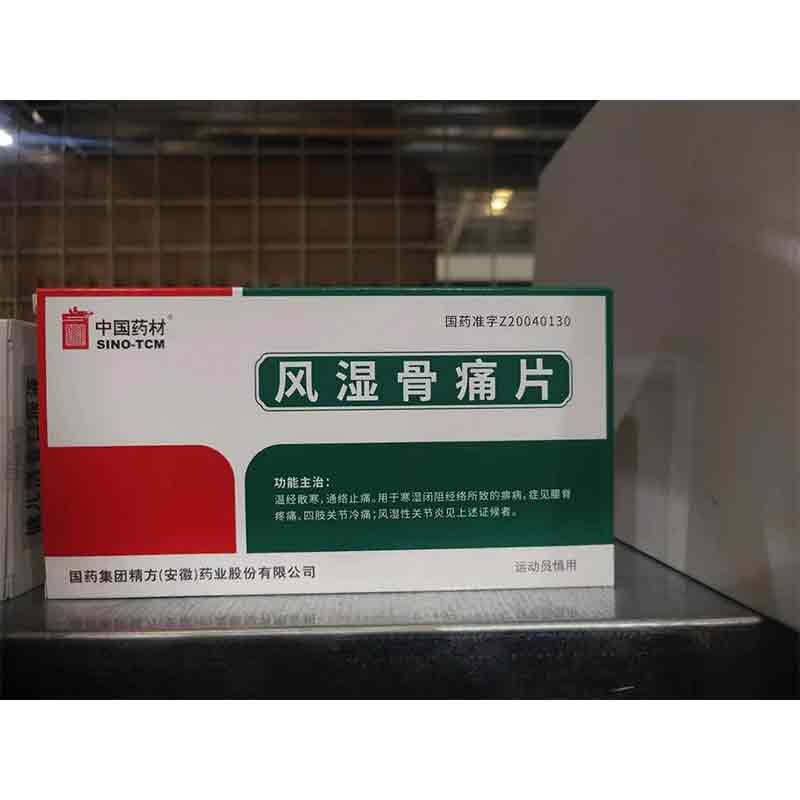 中国药材®
SINO-TCM
国药准字Z20040130
风湿骨痛片
功能主治:
温经散寒,通络止痛。用于寒湿闭阻经络所致的痹病,症见腰脊
疼痛,四肢关节冷痛;风湿性关节炎见上述证候者。
国药集团精方(安徽)药业股份有限公司
运动员慎用